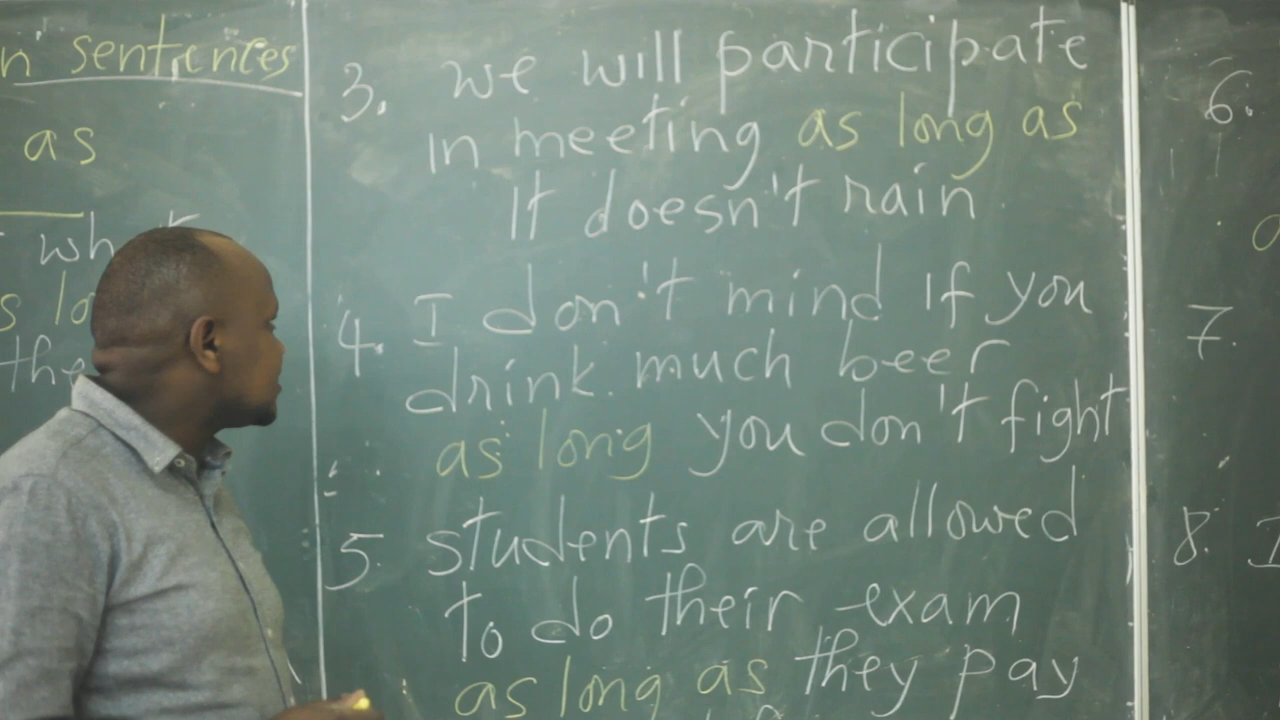 n sentences
as
wh
s lo
the
3. we will participate
in meeting as long as
It doesn't rain
4. I don't mind if you
drink much beer
as long you don't fight
5. students are allowed
to do their exam
as long as they pay
6.
7.
8. I